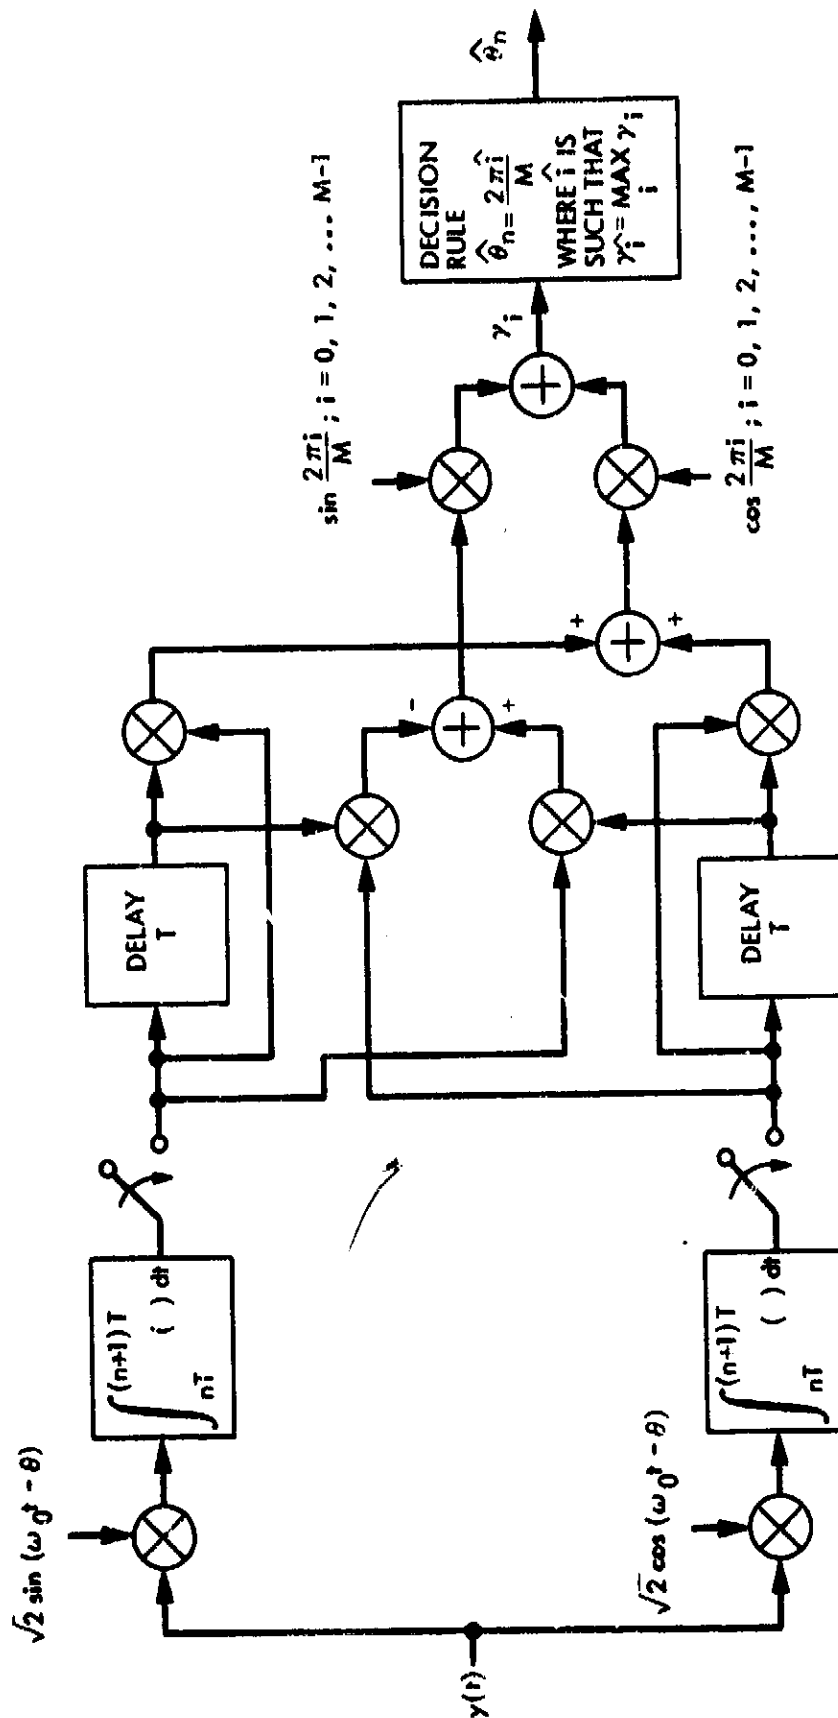 y(t)
√2 sin (ω0t - θ)
√2 cos (ω0t - θ)
∫ (n+1)T nT ( ) dt
∫ (n+1)T nT ( ) dt
DELAY
T
DELAY
T
-
+
+
+
sin 2πi/M ; i = 0, 1, 2, ... M-1
cos 2πi/M ; i = 0, 1, 2, ..., M-1
γi
DECISION
RULE
θ̂n = 2πî/M
WHERE î IS
SUCH THAT
γî = MAX γi
i
θ̂n